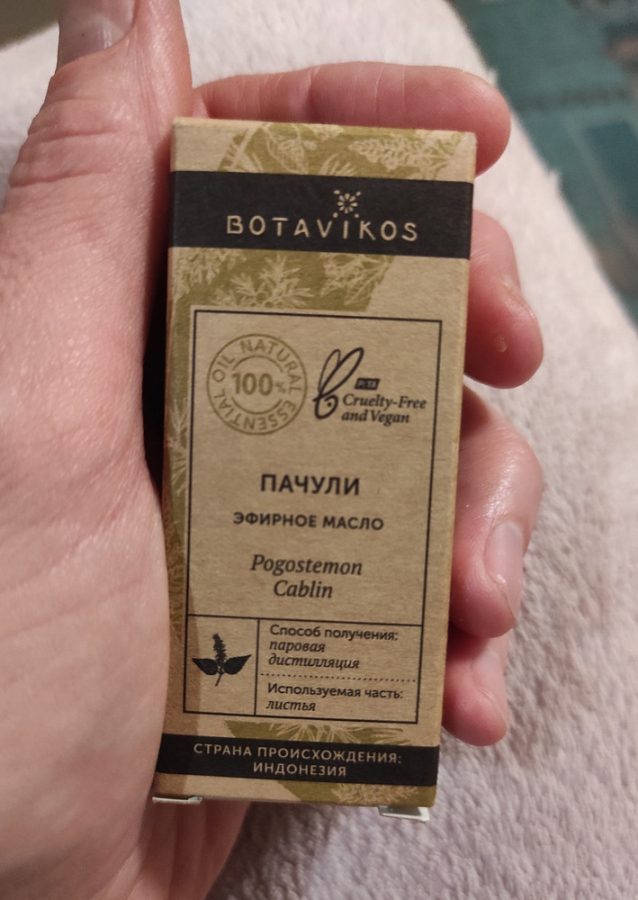 BOTAVIKOS
100% NATURAL ESSENTIAL OIL
PETA
Cruelty-Free
and Vegan
ПАЧУЛИ
ЭФИРНОЕ МАСЛО
Pogostemon
Cablin
Способ получения:
паровая
дистилляция
Используемая часть:
листья
СТРАНА ПРОИСХОЖДЕНИЯ:
ИНДОНЕЗИЯ